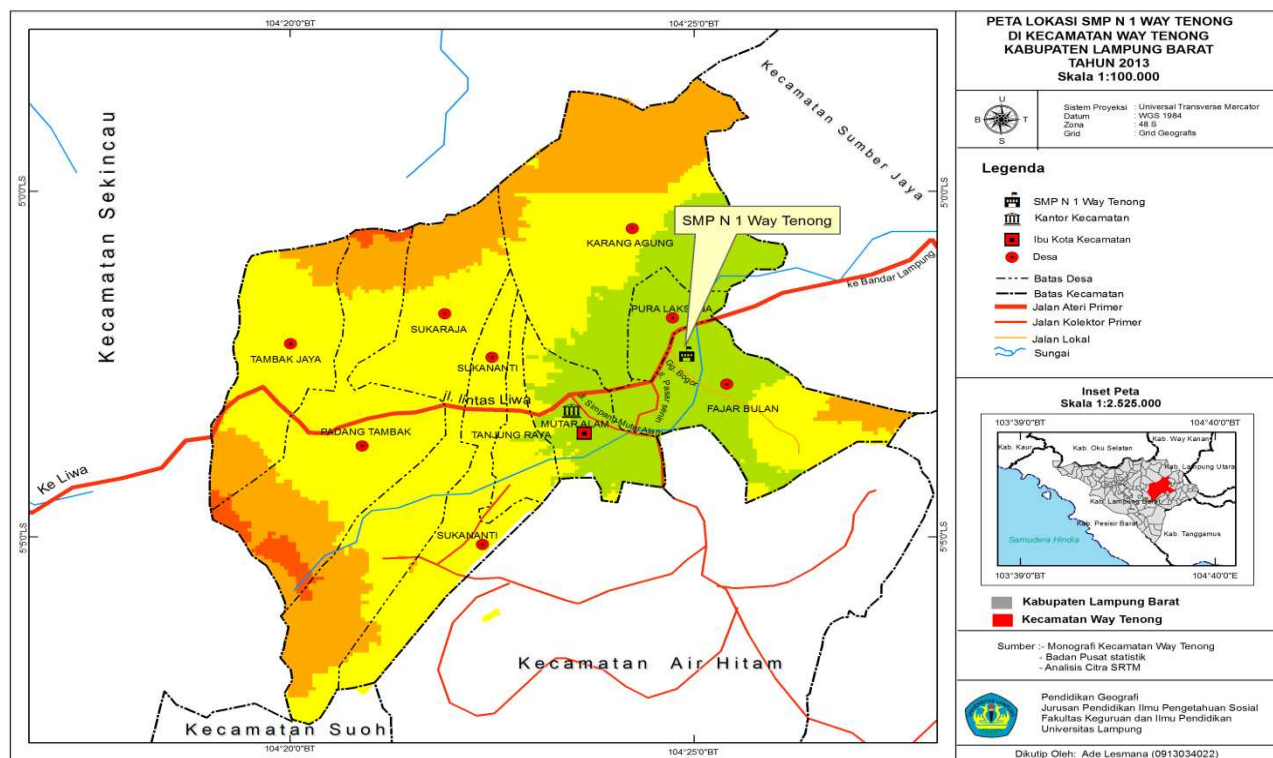 104°20'0"BT
104°25'0"BT
Kecamatan Sekincau
Kecamatan Sumber Jaya
5°0'0"LS
5°0'0"LS
SMP N 1 Way Tenong
KARANG AGUNG
ke Bandar Lampung
PURA LAKSANA
SUKARAJA
TAMBAK JAYA
SUKANANTI
Gg. Bogor
jl. Pasar
FAJAR BULAN
jl. lintas Liwa
jl. Simpang Mutar Alam
MUTAR ALAM
TANJUNG RAYA
PADANG TAMBAK
Ke Liwa
SUKANANTI
5°5'0"LS
5°5'0"LS
Kecamatan Air Hitam
Kecamatan Suoh
104°20'0"BT
104°25'0"BT
PETA LOKASI SMP N 1 WAY TENONG
DI KECAMATAN WAY TENONG
KABUPATEN LAMPUNG BARAT
TAHUN 2013
Skala 1:100.000
U
B T
S
Sistem Proyeksi : Universal Transverse Mercator
Datum : WGS 1984
Zona : 48 S
Grid : Grid Geografis
Legenda
SMP N 1 Way Tenong
Kantor Kecamatan
Ibu Kota Kecamatan
Desa
Batas Desa
Batas Kecamatan
Jalan Ateri Primer
Jalan Kolektor Primer
Jalan Lokal
Sungai
Inset Peta
Skala 1:2.525.000
103°39'0"BT
104°40'0"BT
Kab. Kaur
Kab. Oku Selatan
Kab. Way Kanan
Kab. Lampung Utara
Kab. Lampung Barat
Kab. Pesisir Barat
Kab. Tanggamus
Samudera Hindia
103°39'0"BT
104°40'0"E
Kabupaten Lampung Barat
Kecamatan Way Tenong
Sumber :- Monografi Kecamatan Way Tenong
- Badan Pusat statistik
- Analisis Citra SRTM
Pendidikan Geografi
Jurusan Pendidikan Ilmu Pengetahuan Sosial
Fakultas Keguruan dan Ilmu Pendidikan
Universitas Lampung
Dikutip Oleh: Ade Lesmana (0913034022)